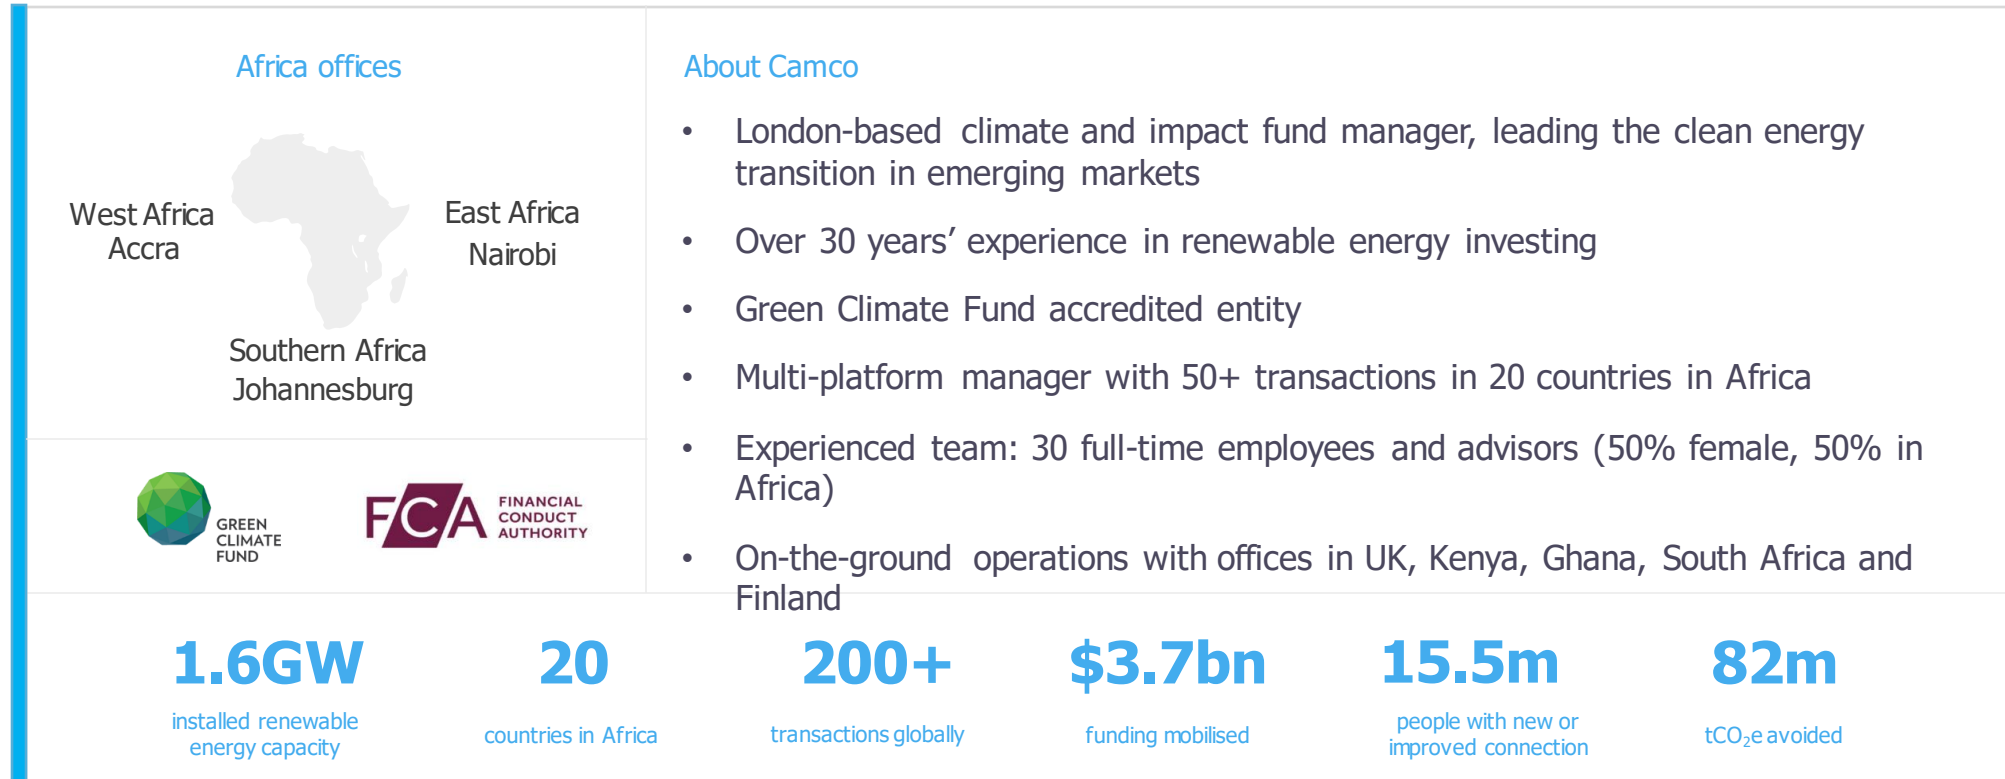 Africa offices
West Africa
Accra
East Africa
Nairobi
Southern Africa
Johannesburg
GREEN
CLIMATE
FUND
FCA
FINANCIAL
CONDUCT
AUTHORITY
About Camco
• London-based climate and impact fund manager, leading the clean energy
transition in emerging markets
• Over 30 years’ experience in renewable energy investing
• Green Climate Fund accredited entity
• Multi-platform manager with 50+ transactions in 20 countries in Africa
• Experienced team: 30 full-time employees and advisors (50% female, 50% in
Africa)
• On-the-ground operations with offices in UK, Kenya, Ghana, South Africa and
Finland
1.6GW
installed renewable
energy capacity
20
countries in Africa
200+
transactions globally
$3.7bn
funding mobilised
15.5m
people with new or
improved connection
82m
tCO₂e avoided